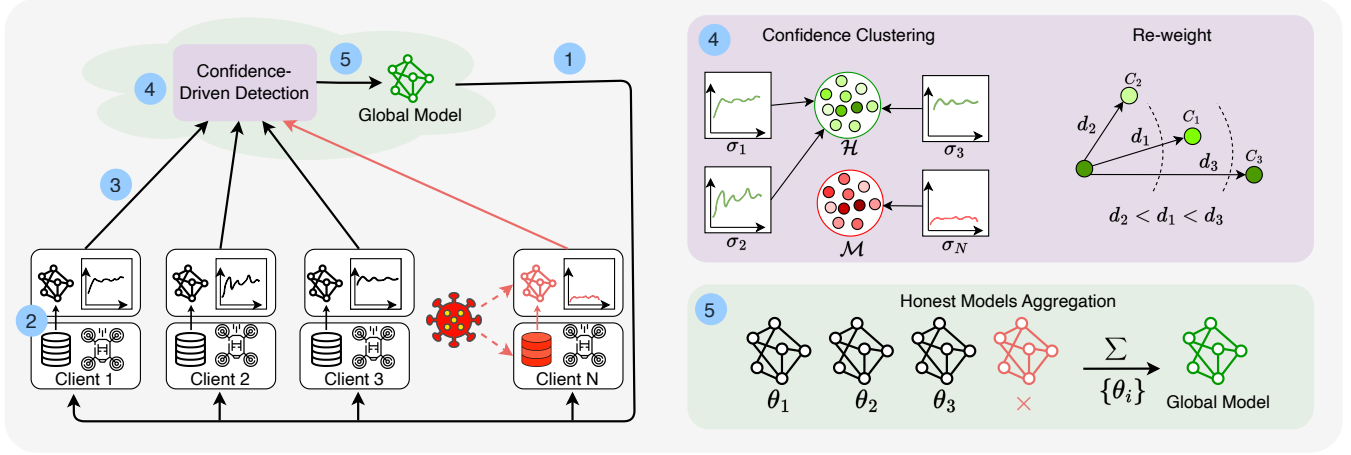 4
Confidence-
Driven Detection
5
Global Model
1
3
2
Client 1
Client 2
Client 3
Client N
4
Confidence Clustering
Re-weight
σ₁
ℋ
σ₃
σ₂
ℳ
σ_N
C₂
C₁
C₃
d₂
d₁
d₃
d₂ < d₁ < d₃
5
Honest Models Aggregation
θ₁
θ₂
θ₃
×
∑
{θᵢ}
Global Model